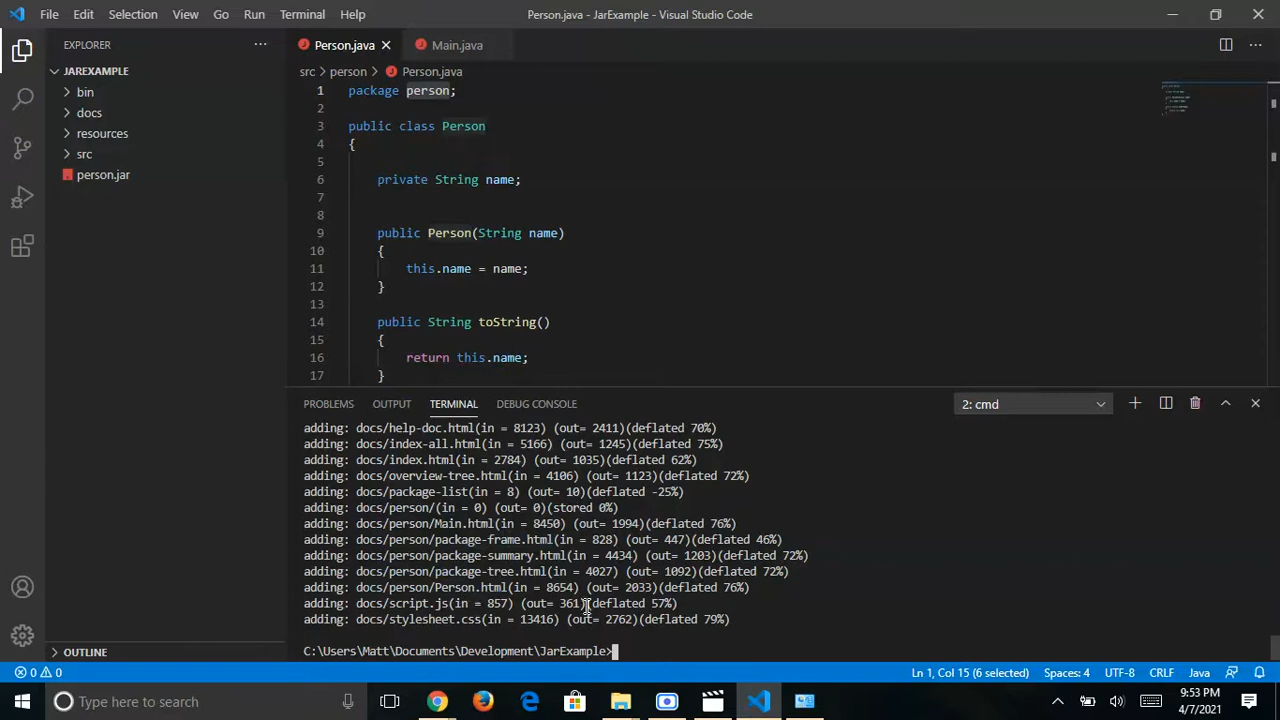 File Edit Selection View Go Run Terminal Help
Person.java - JarExample - Visual Studio Code
EXPLORER
JAREXAMPLE
bin
docs
resources
src
person.jar
OUTLINE
Person.java
Main.java
src > person > Person.java
1 package person;
2
3 public class Person
4 {
5
6 private String name;
7
8
9 public Person(String name)
10 {
11 this.name = name;
12 }
13
14 public String toString()
15 {
16 return this.name;
17 }
PROBLEMS OUTPUT TERMINAL DEBUG CONSOLE
2: cmd
adding: docs/help-doc.html(in = 8123) (out= 2411)(deflated 70%)
adding: docs/index-all.html(in = 5166) (out= 1245)(deflated 75%)
adding: docs/index.html(in = 2784) (out= 1035)(deflated 62%)
adding: docs/overview-tree.html(in = 4106) (out= 1123)(deflated 72%)
adding: docs/package-list(in = 8) (out= 10)(deflated -25%)
adding: docs/person/(in = 0) (out= 0)(stored 0%)
adding: docs/person/Main.html(in = 8450) (out= 1994)(deflated 76%)
adding: docs/person/package-frame.html(in = 828) (out= 447)(deflated 46%)
adding: docs/person/package-summary.html(in = 4434) (out= 1203)(deflated 72%)
adding: docs/person/package-tree.html(in = 4027) (out= 1092)(deflated 72%)
adding: docs/person/Person.html(in = 8654) (out= 2033)(deflated 76%)
adding: docs/script.js(in = 857) (out= 361)(deflated 57%)
adding: docs/stylesheet.css(in = 13416) (out= 2762)(deflated 79%)
C:\Users\Matt\Documents\Development\JarExample>
0 0
Ln 1, Col 15 (6 selected) Spaces: 4 UTF-8 CRLF Java
Type here to search
9:53 PM
4/7/2021